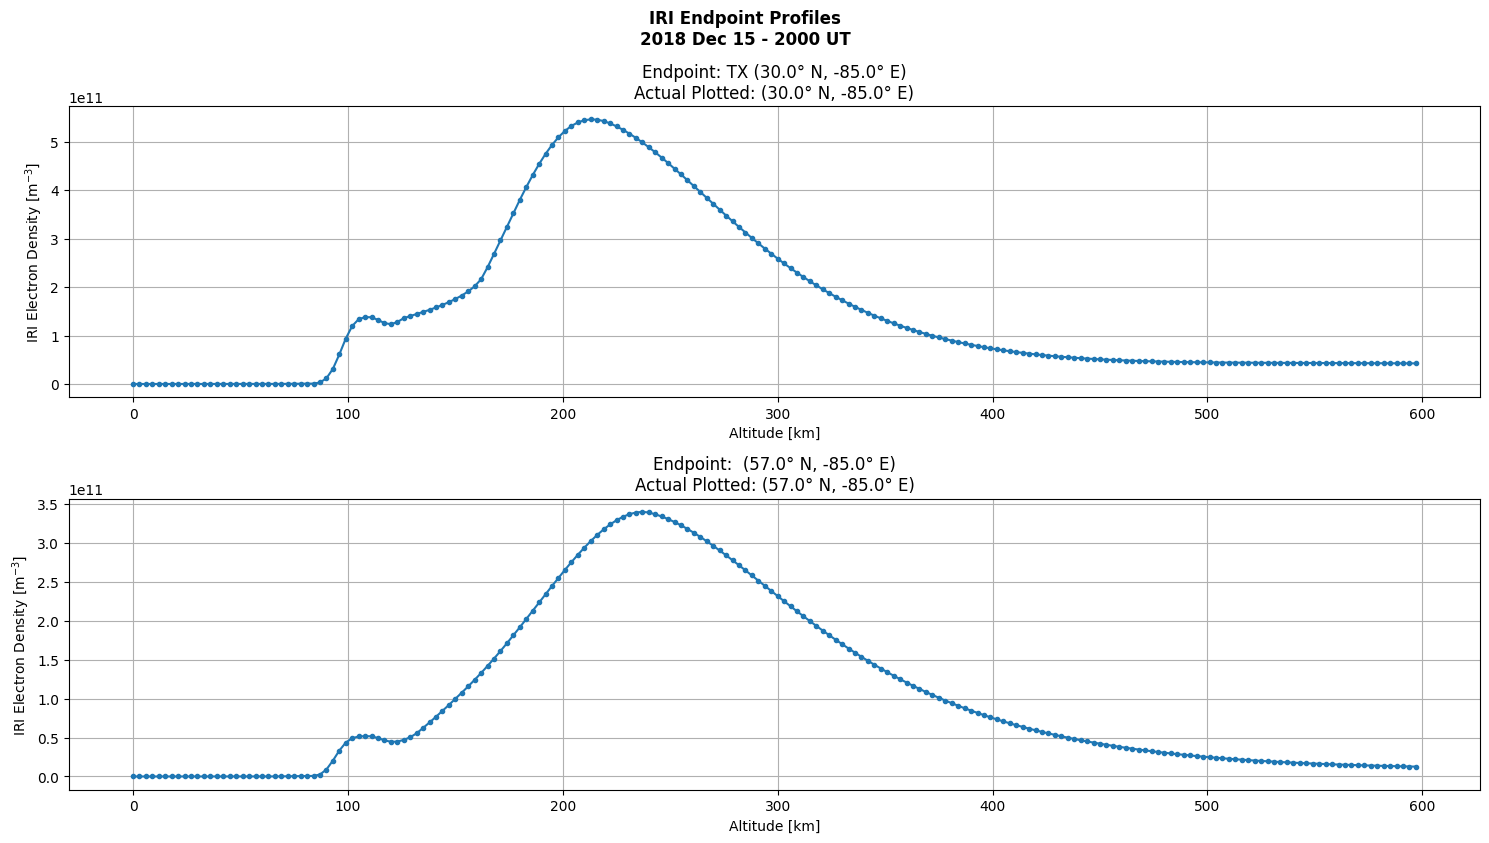 IRI Endpoint Profiles
2018 Dec 15 - 2000 UT
Endpoint: TX (30.0° N, -85.0° E)
Actual Plotted: (30.0° N, -85.0° E)
1e11
IRI Electron Density [m⁻³]
5
4
3
2
1
0
0 100 200 300 400 500 600
Altitude [km]
Endpoint:  (57.0° N, -85.0° E)
Actual Plotted: (57.0° N, -85.0° E)
1e11
IRI Electron Density [m⁻³]
3.5
3.0
2.5
2.0
1.5
1.0
0.5
0.0
0 100 200 300 400 500 600
Altitude [km]